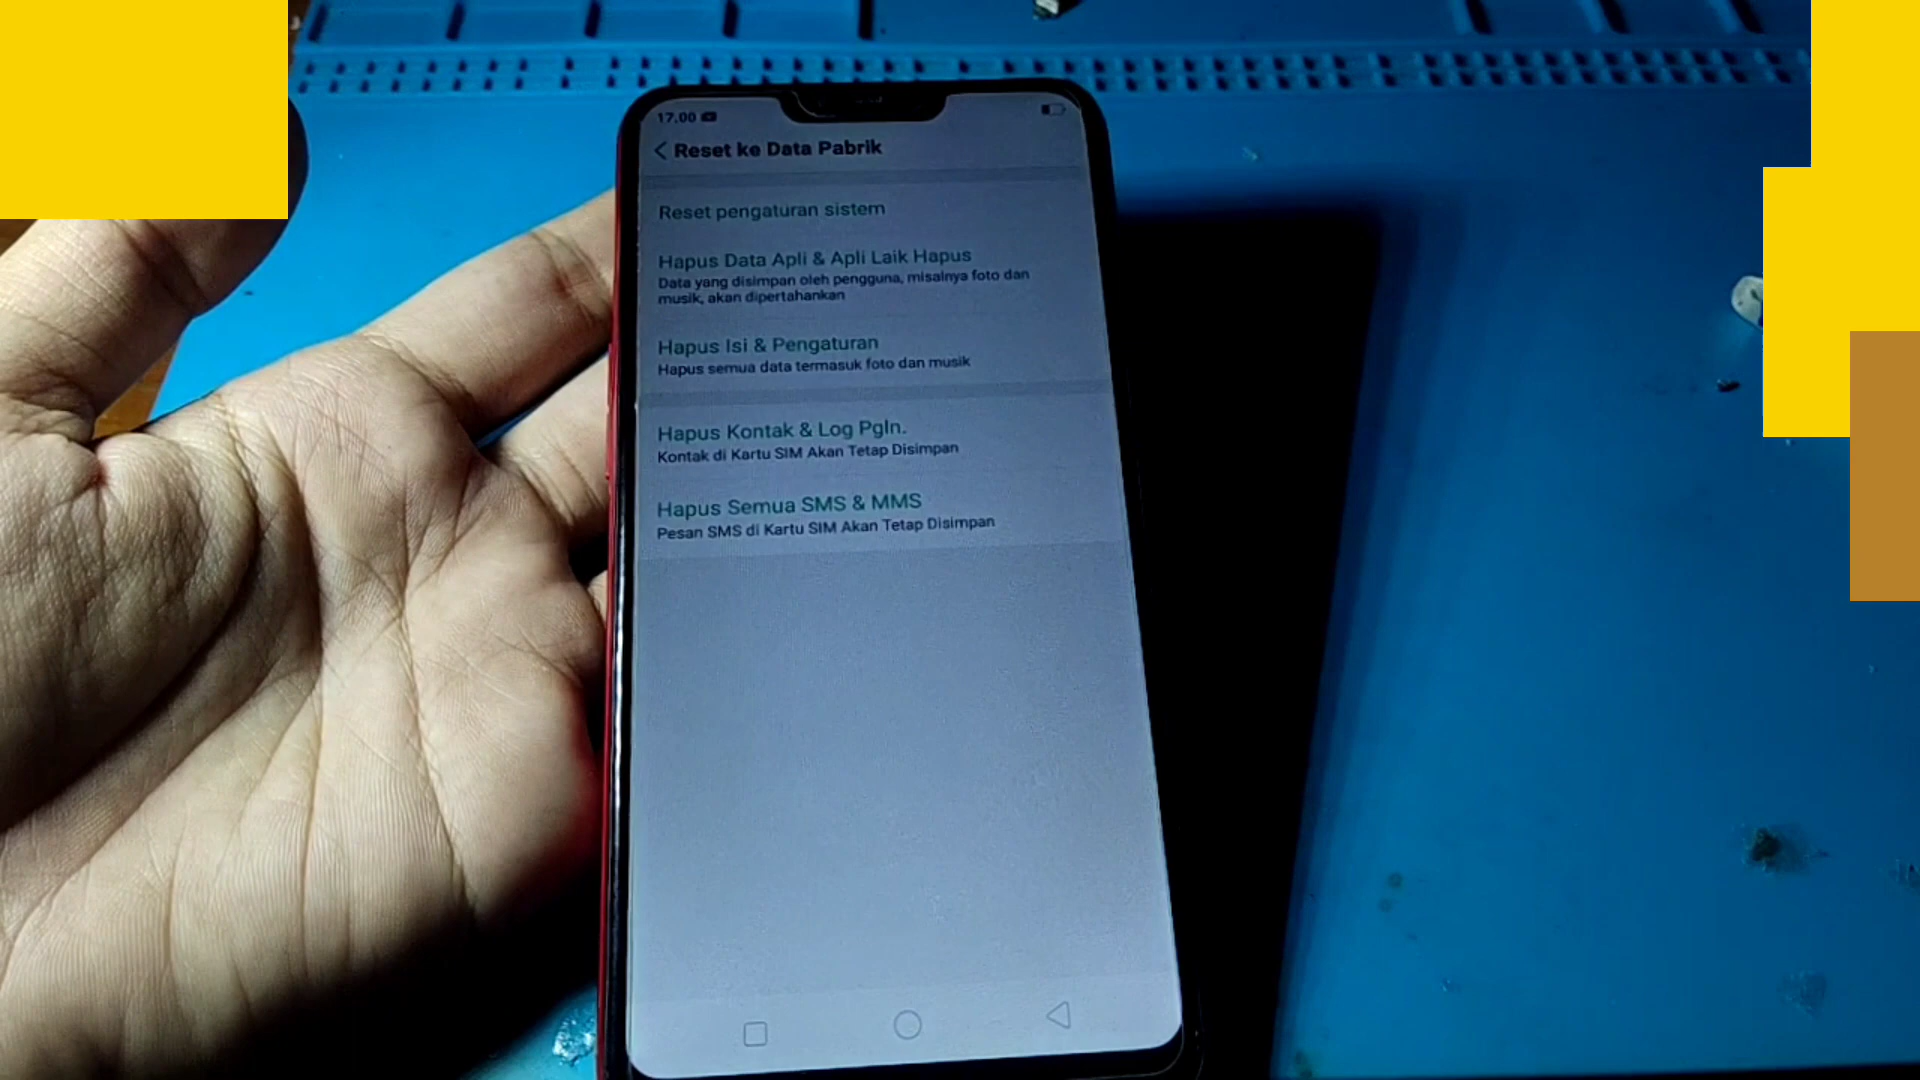 17.00
Reset ke Data Pabrik
Reset pengaturan sistem
Hapus Data Apli & Apli Laik Hapus
Data yang disimpan oleh pengguna, misalnya foto dan
musik, akan dipertahankan
Hapus Isi & Pengaturan
Hapus semua data termasuk foto dan musik
Hapus Kontak & Log Pgln.
Kontak di Kartu SIM Akan Tetap Disimpan
Hapus Semua SMS & MMS
Pesan SMS di Kartu SIM Akan Tetap Disimpan